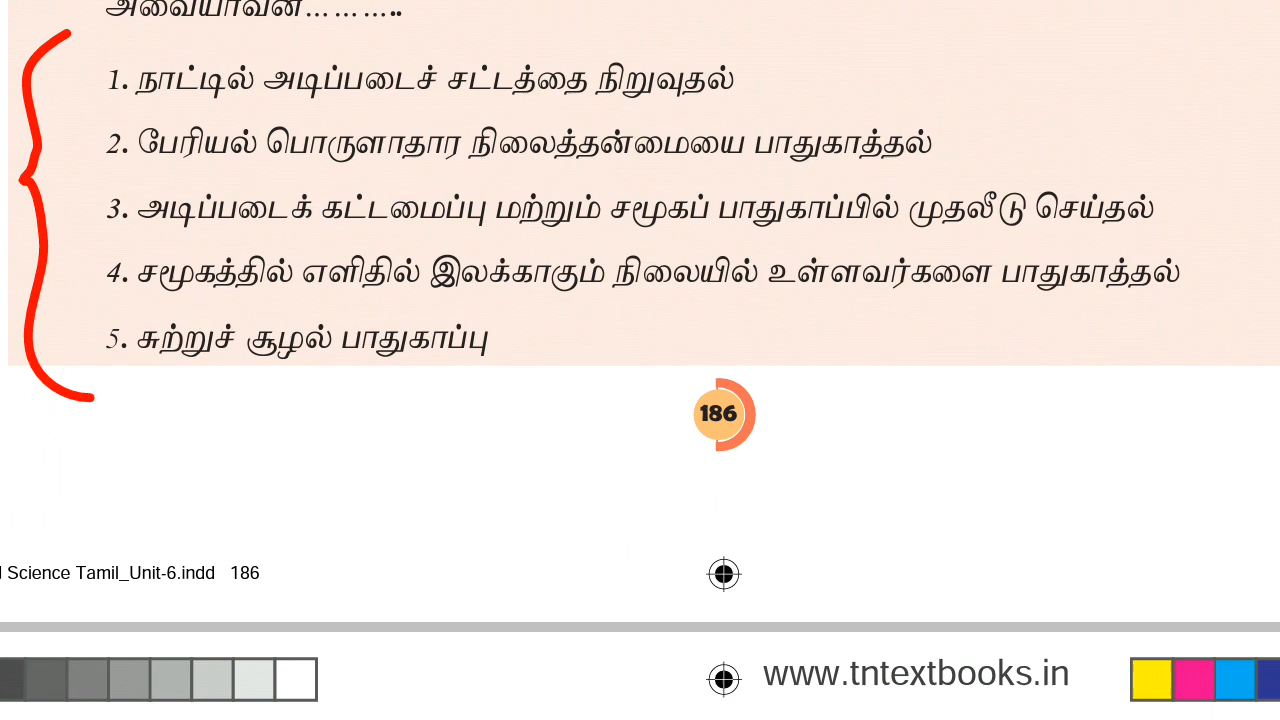 அவையாவன………..
1. நாட்டில் அடிப்படைச் சட்டத்தை நிறுவுதல்
2. பேரியல் பொருளாதார நிலைத்தன்மையை பாதுகாத்தல்
3. அடிப்படைக் கட்டமைப்பு மற்றும் சமூகப் பாதுகாப்பில் முதலீடு செய்தல்
4. சமூகத்தில் எளிதில் இலக்காகும் நிலையில் உள்ளவர்களை பாதுகாத்தல்
5. சுற்றுச் சூழல் பாதுகாப்பு
186
Science Tamil_Unit-6.indd 186
www.tntextbooks.in